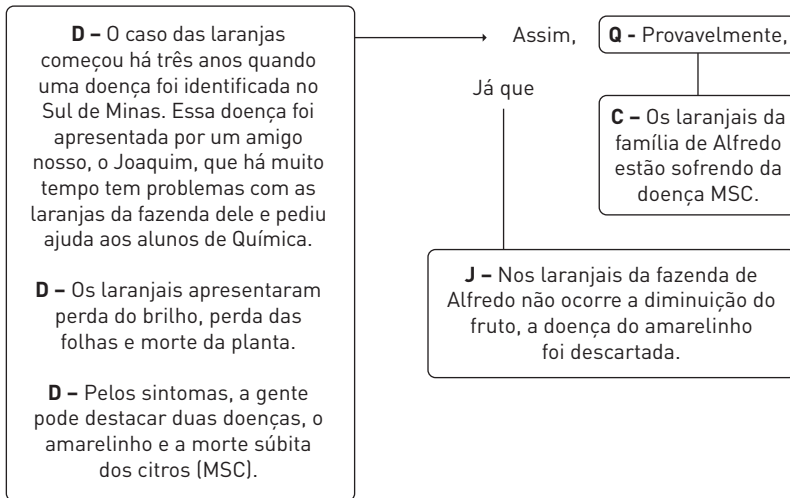 D – O caso das laranjas
começou há três anos quando
uma doença foi identificada no
Sul de Minas. Essa doença foi
apresentada por um amigo
nosso, o Joaquim, que há muito
tempo tem problemas com as
laranjas da fazenda dele e pediu
ajuda aos alunos de Química.
D – Os laranjais apresentaram
perda do brilho, perda das
folhas e morte da planta.
D – Pelos sintomas, a gente
pode destacar duas doenças, o
amarelinho e a morte súbita
dos citros (MSC).
Assim,
Q - Provavelmente,
Já que
C – Os laranjais da
família de Alfredo
estão sofrendo da
doença MSC.
J – Nos laranjais da fazenda de
Alfredo não ocorre a diminuição do
fruto, a doença do amarelinho
foi descartada.